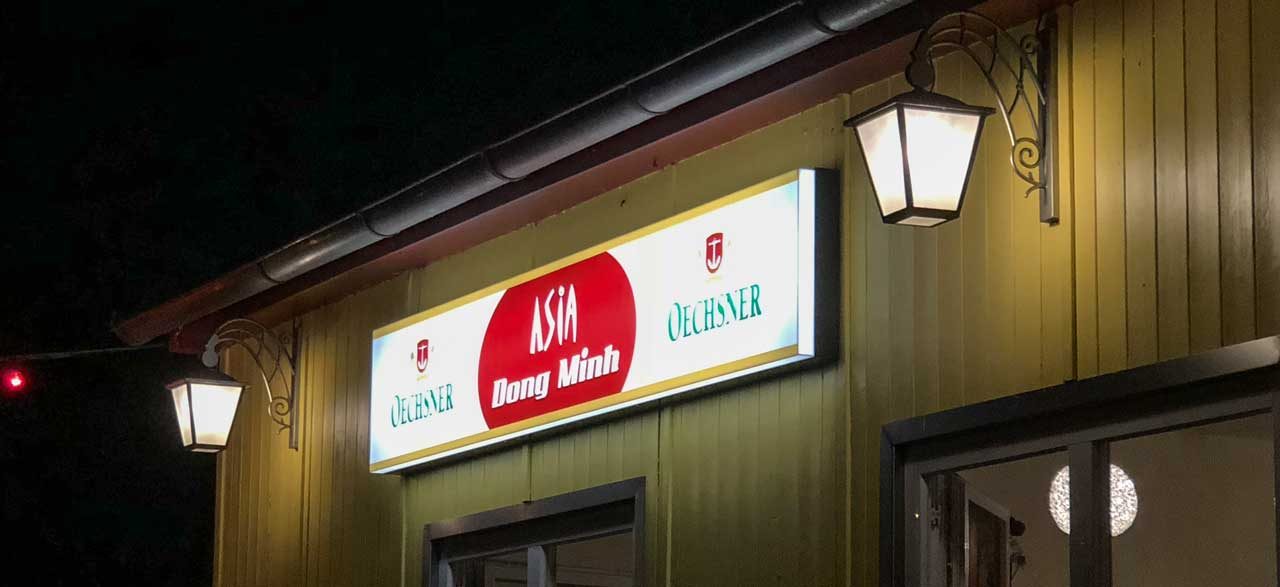 OECHSNER
ASiA
Dong Minh
OECHSNER